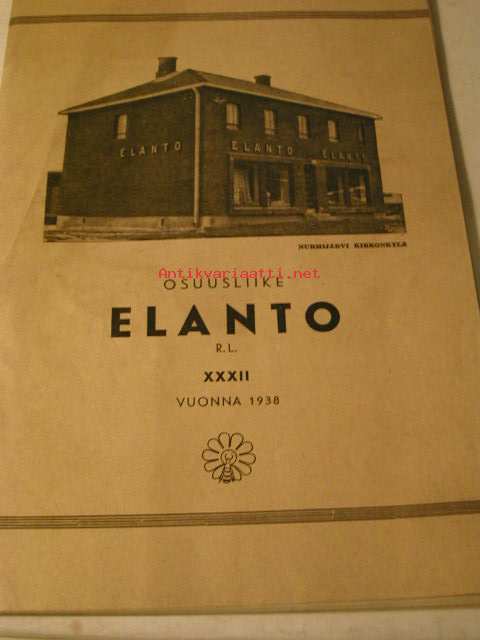 ELANTO
ELANTO
ELANTO
NURMIJÄRVI KIRKONKYLÄ
Antikvariaatti.net
OSUUSLIIKE
ELANTO
R.L.
XXXII
VUONNA 1938